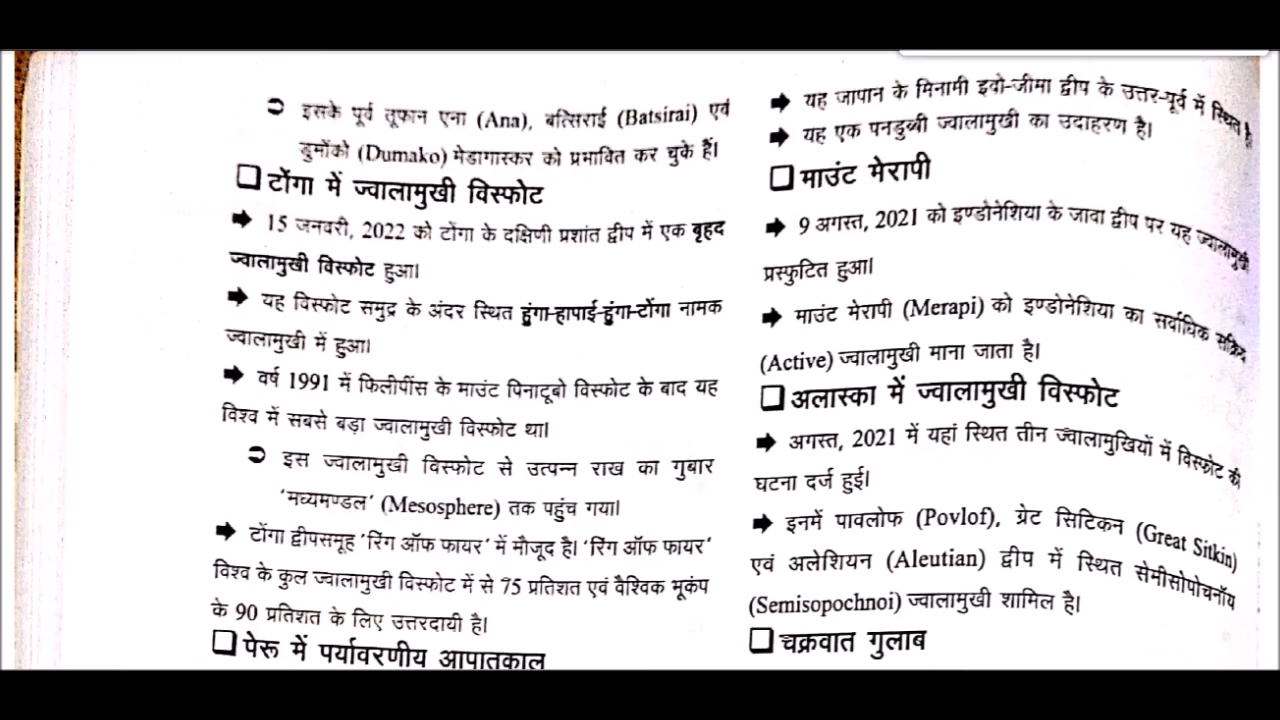 ➲ इसके पूर्व तूफान एना (Ana), बत्सिराई (Batsirai) एवं
डुमोंको (Dumako) मेडागास्कर को प्रभावित कर चुके हैं।
❑ टोंगा में ज्वालामुखी विस्फोट
➡ 15 जनवरी, 2022 को टोंगा के दक्षिणी प्रशांत द्वीप में एक बृहद
ज्वालामुखी विस्फोट हुआ।
➡ यह विस्फोट समुद्र के अंदर स्थित हुंगा-हापाई-हुंगा-टोंगा नामक
ज्वालामुखी में हुआ।
➡ वर्ष 1991 में फिलीपींस के माउंट पिनाटूबो विस्फोट के बाद यह
विश्व में सबसे बड़ा ज्वालामुखी विस्फोट था।
➲ इस ज्वालामुखी विस्फोट से उत्पन्न राख का गुबार
'मध्यमण्डल' (Mesosphere) तक पहुंच गया।
➡ टोंगा द्वीपसमूह 'रिंग ऑफ फायर' में मौजूद है। 'रिंग ऑफ फायर'
विश्व के कुल ज्वालामुखी विस्फोट में से 75 प्रतिशत एवं वैश्विक भूकंप
के 90 प्रतिशत के लिए उत्तरदायी है।
❑ पेरू में पर्यावरणीय आपातकाल
➡ यह जापान के मिनामी इवो-जीमा द्वीप के उत्तर-पूर्व में स्थित है।
➡ यह एक पनडुब्बी ज्वालामुखी का उदाहरण है।
❑ माउंट मेरापी
➡ 9 अगस्त, 2021 को इण्डोनेशिया के जावा द्वीप पर यह ज्वालामुखी
प्रस्फुटित हुआ।
➡ माउंट मेरापी (Merapi) को इण्डोनेशिया का सर्वाधिक सक्रिय
(Active) ज्वालामुखी माना जाता है।
❑ अलास्का में ज्वालामुखी विस्फोट
➡ अगस्त, 2021 में यहां स्थित तीन ज्वालामुखियों में विस्फोट की
घटना दर्ज हुई।
➡ इनमें पावलोफ (Povlof), ग्रेट सिटिकन (Great Sitkin)
एवं अलेशियन (Aleutian) द्वीप में स्थित सेमीसोपोचनॉय
(Semisopochnoi) ज्वालामुखी शामिल है।
❑ चक्रवात गुलाब